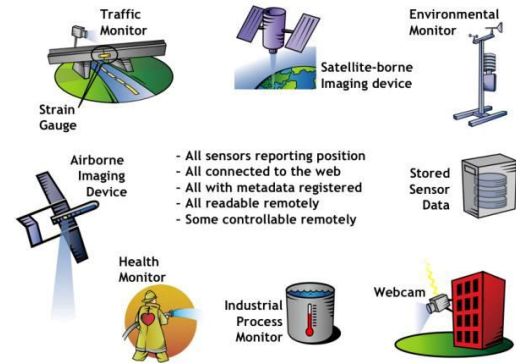 Traffic
Monitor
Strain
Gauge
Satellite-borne
Imaging device
Environmental
Monitor
Airborne
Imaging
Device
- All sensors reporting position
- All connected to the web
- All with metadata registered
- All readable remotely
- Some controllable remotely
Stored
Sensor
Data
Health
Monitor
Industrial
Process
Monitor
Webcam